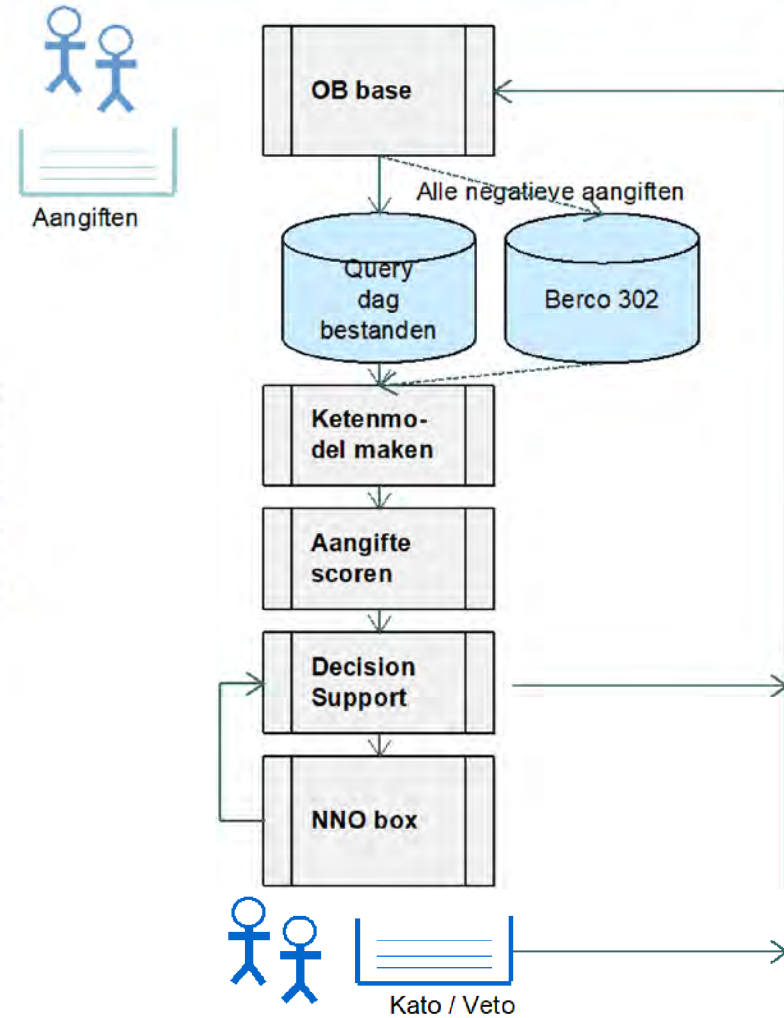 OB base
Aangiften
Alle negatieve aangiften
Query
dag
bestanden
Berco 302
Ketenmo-
del maken
Aangifte
scoren
Decision
Support
NNO box
Kato / Veto